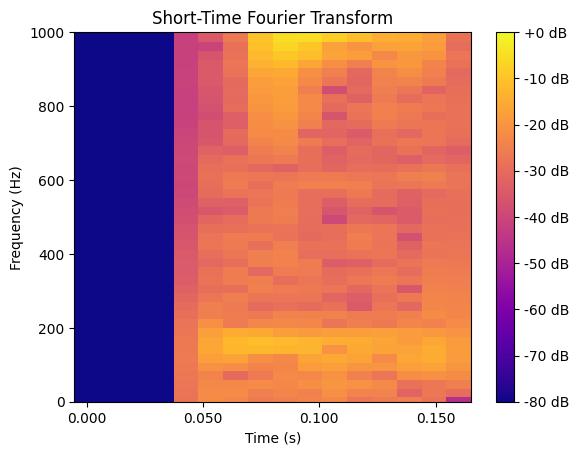 Short-Time Fourier Transform
1000
800
600
400
200
0
Frequency (Hz)
0.000
0.050
0.100
0.150
Time (s)
+0 dB
-10 dB
-20 dB
-30 dB
-40 dB
-50 dB
-60 dB
-70 dB
-80 dB